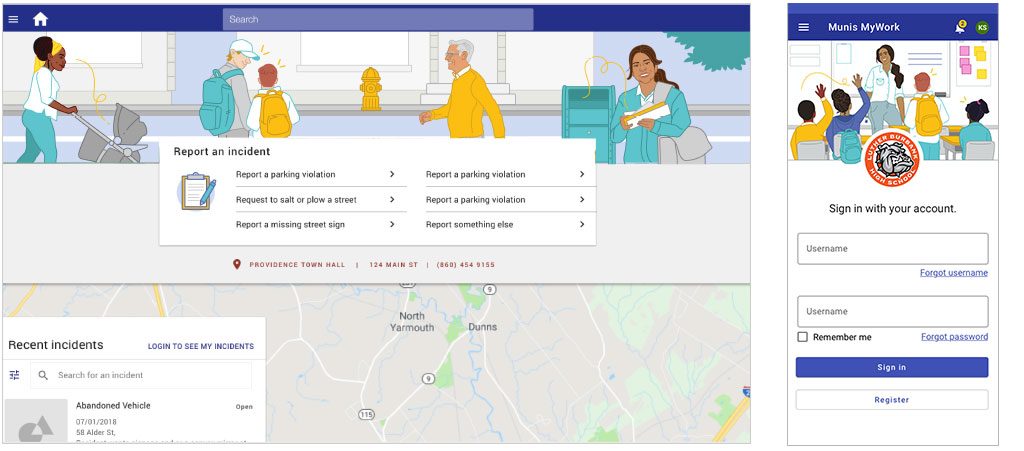 Search
Report an incident
Report a parking violation
Request to salt or plow a street
Report a missing street sign
Report a parking violation
Report a parking violation
Report something else
PROVIDENCE TOWN HALL | 124 MAIN ST | (860) 454 9155
9
North
Yarmouth
Dunns
9
115
Recent incidents
LOGIN TO SEE MY INCIDENTS
Search for an incident
Abandoned Vehicle
Open
07/01/2018
58 Alder St,
Munis MyWork
2
KS
LUTHER BURBANK
HIGH SCHOOL
Sign in with your account.
Username
Forgot username
Username
Remember me
Forgot password
Sign in
Register